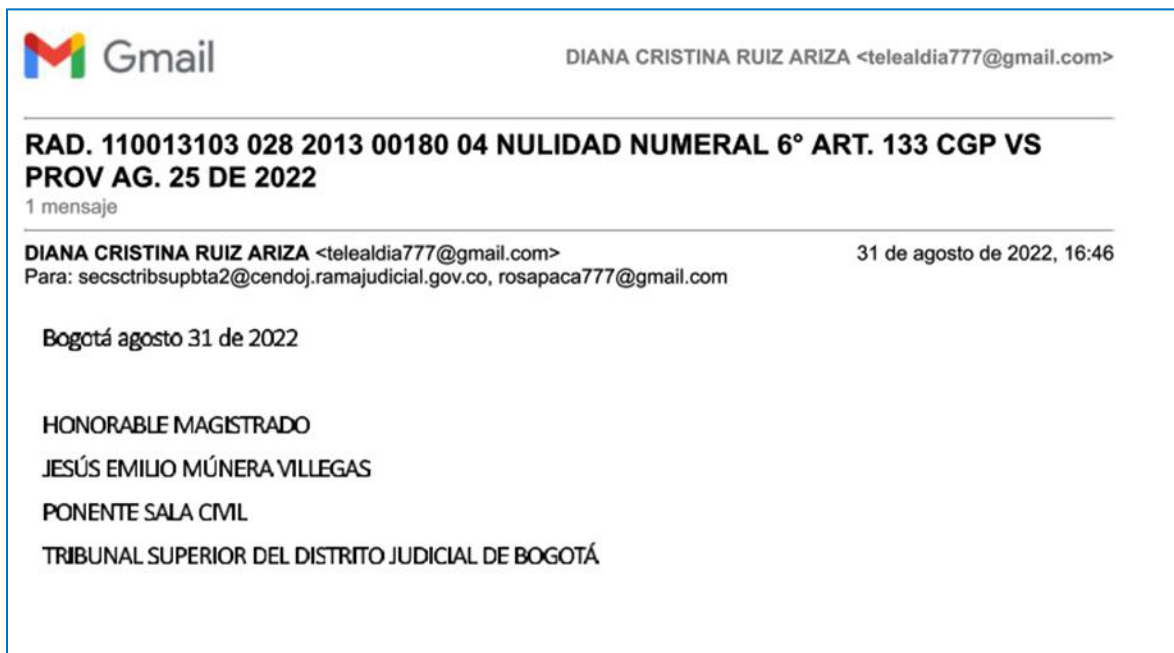 Gmail
DIANA CRISTINA RUIZ ARIZA <telealdia777@gmail.com>
RAD. 110013103 028 2013 00180 04 NULIDAD NUMERAL 6° ART. 133 CGP VS
PROV AG. 25 DE 2022
1 mensaje
DIANA CRISTINA RUIZ ARIZA <telealdia777@gmail.com>
31 de agosto de 2022, 16:46
Para: secsctribsupbta2@cendoj.ramajudicial.gov.co, rosapaca777@gmail.com
Bogotá agosto 31 de 2022
HONORABLE MAGISTRADO
JESÚS EMILIO MÚNERA VILLEGAS
PONENTE SALA CIVIL
TRIBUNAL SUPERIOR DEL DISTRITO JUDICIAL DE BOGOTÁ